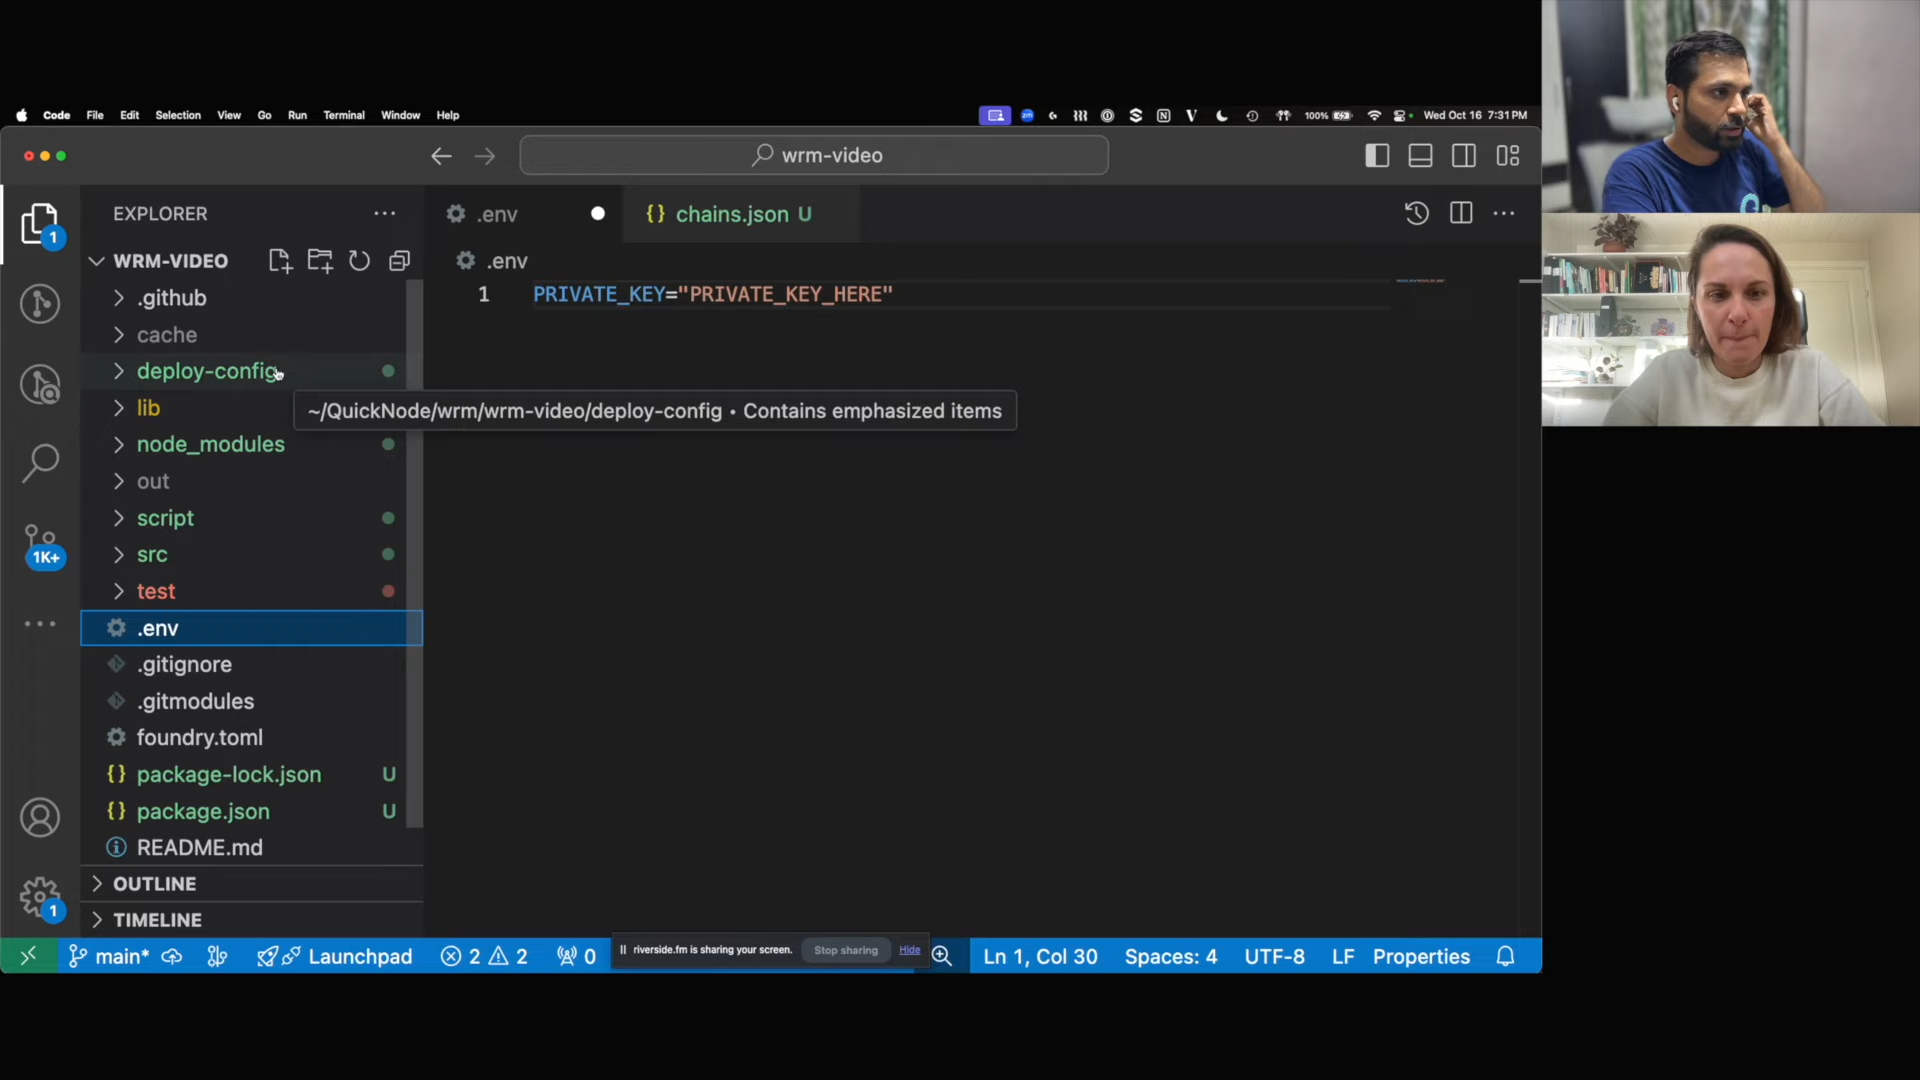 Code File Edit Selection View Go Run Terminal Window Help
100% Wed Oct 16 7:31 PM
wrm-video
EXPLORER
.env
chains.json U
WRM-VIDEO
.env
1 PRIVATE_KEY="PRIVATE_KEY_HERE"
.github
cache
deploy-config
~/QuickNode/wrm/wrm-video/deploy-config • Contains emphasized items
lib
node_modules
out
script
src
test
.env
.gitignore
.gitmodules
foundry.toml
package-lock.json U
package.json U
README.md
OUTLINE
TIMELINE
1
1K+
1
main* Launchpad 2 2 0
riverside.fm is sharing your screen. Stop sharing Hide
Ln 1, Col 30 Spaces: 4 UTF-8 LF Properties